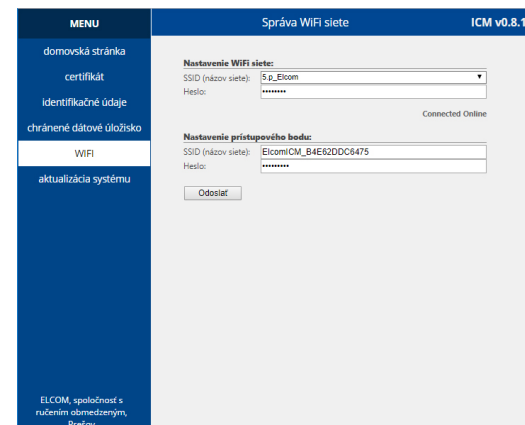 MENU
Správa WiFi siete
ICM v0.8.1
domovská stránka
certifikát
identifikačné údaje
chránené dátové úložisko
WIFI
aktualizácia systému
Nastavenie WiFi siete:
SSID (názov siete): 5.p_Elcom
Heslo: ••••••••
Connected Online
Nastavenie prístupového bodu:
SSID (názov siete): ElcomICM_B4E62DDC6475
Heslo: •••••••••
Odoslať
ELCOM, spoločnosť s
ručením obmedzeným,
Prešov